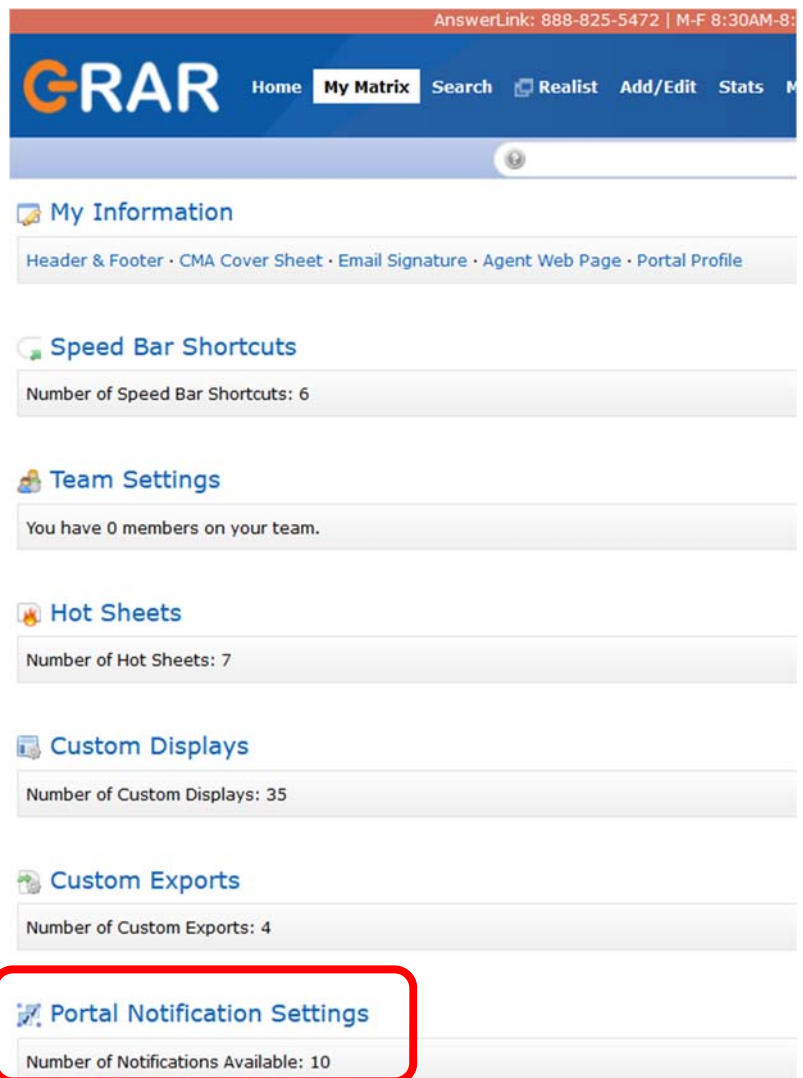 AnswerLink: 888-825-5472 | M-F 8:30AM-8:
GRAR Home My Matrix Search Realist Add/Edit Stats M
My Information
Header & Footer · CMA Cover Sheet · Email Signature · Agent Web Page · Portal Profile
Speed Bar Shortcuts
Number of Speed Bar Shortcuts: 6
Team Settings
You have 0 members on your team.
Hot Sheets
Number of Hot Sheets: 7
Custom Displays
Number of Custom Displays: 35
Custom Exports
Number of Custom Exports: 4
Portal Notification Settings
Number of Notifications Available: 10